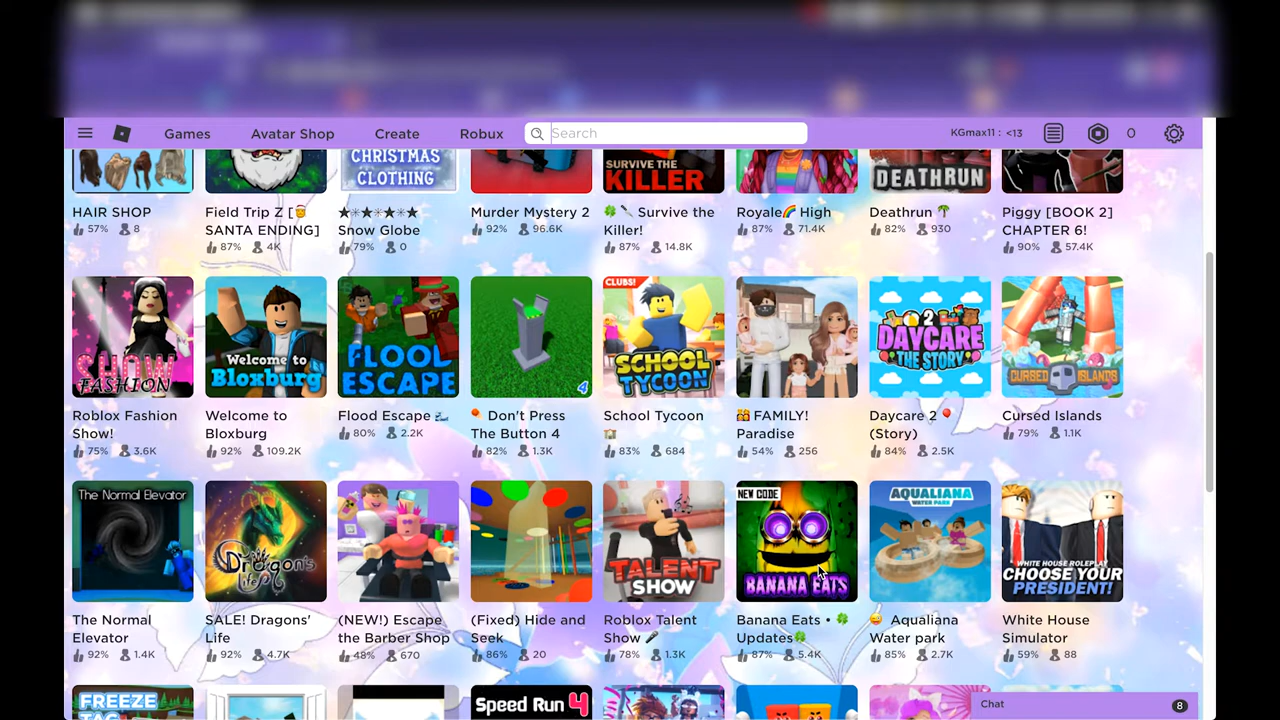 Games Avatar Shop Create Robux Search KGmax11 : <13 0
CHRISTMAS CLOTHING
SURVIVE THE KILLER
DEATHRUN
HAIR SHOP
57% 8
Field Trip Z [🎅 SANTA ENDING]
87% 4K
★✳★✳★✳★ Snow Globe
79% 0
Murder Mystery 2
92% 96.6K
🍀🔪 Survive the Killer!
87% 14.8K
Royale🌈 High
87% 71.4K
Deathrun 🌴
82% 930
Piggy [BOOK 2] CHAPTER 6!
90% 57.4K
SHOW FASHION
Welcome to Bloxburg
FLOOL ESCAPE
4
CLUBS!
SCHOOL TYCOON
2 DAYCARE THE STORY
CURSED ISLANDS
Roblox Fashion Show!
75% 3.6K
Welcome to Bloxburg
92% 109.2K
Flood Escape 🌊
80% 2.2K
🎈 Don't Press The Button 4
82% 1.3K
School Tycoon 🏫
83% 684
👪 FAMILY! Paradise
54% 256
Daycare 2 🎈 (Story)
84% 2.5K
Cursed Islands
79% 1.1K
The Normal Elevator
Dragon's Life
TALENT SHOW
NEW CODE
BANANA EATS
AQUALIANA WATER PARK
WHITE HOUSE ROLEPLAY
CHOOSE YOUR PRESIDENT!
The Normal Elevator
92% 1.4K
SALE! Dragons' Life
92% 4.7K
(NEW!) Escape the Barber Shop
48% 670
(Fixed) Hide and Seek
86% 20
Roblox Talent Show 🎤
78% 1.3K
Banana Eats • 🍀 Updates🍀
87% 5.4K
😜 Aqualiana Water park
85% 2.7K
White House Simulator
59% 88
FREEZE TAG
Speed Run 4
Chat 8